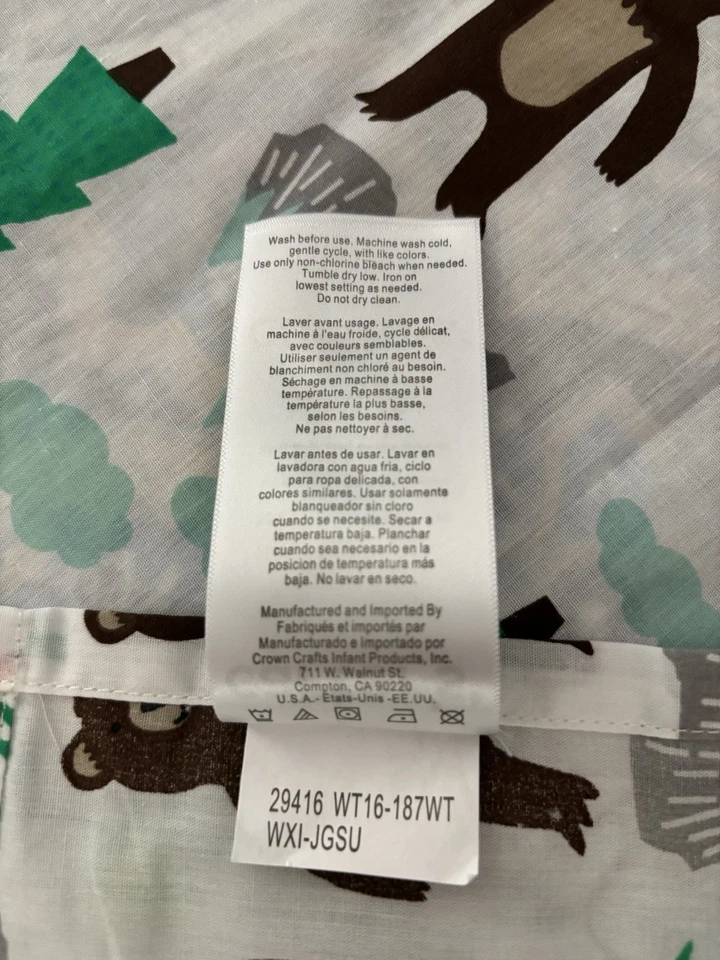 Wash before use. Machine wash cold,
gentle cycle, with like colors.
Use only non-chlorine bleach when needed.
Tumble dry low. Iron on
lowest setting as needed.
Do not dry clean.
Laver avant usage. Lavage en
machine à l'eau froide, cycle délicat,
avec couleurs semblables.
Utiliser seulement un agent de
blanchiment non chloré au besoin.
Séchage en machine à basse
température. Repassage à la
température la plus basse,
selon les besoins.
Ne pas nettoyer à sec.
Lavar antes de usar. Lavar en
lavadora con agua fria, ciclo
para ropa delicada, con
colores similares. Usar solamente
blanqueador sin cloro
cuando se necesite. Secar a
temperatura baja. Planchar
cuando sea necesario en la
posicion de temperatura más
baja. No lavar en seco.
Manufactured and Imported By
Fabriqués et importés par
Manufacturado e importado por
Crown Crafts Infant Products, Inc.
711 W. Walnut St.
Compton, CA 90220
U.S.A.- États-Unis -EE.UU.
29416 WT16-187WT
WXI-JGSU